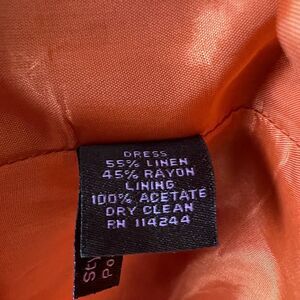 DRESS
55% LINEN
45% RAYON
LINING
100% ACETATE
DRY CLEAN
RN 114244